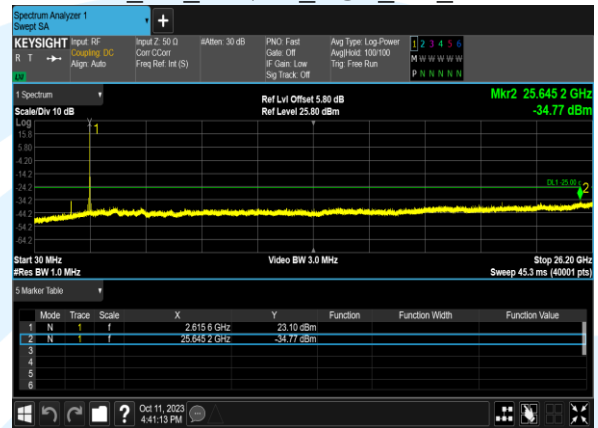 Spectrum Analyzer 1
Swept SA
+
KEYSIGHT Input: RF Input Z: 50 Ω #Atten: 30 dB PNO: Fast Avg Type: Log-Power 1 2 3 4 5 6
R T Coupling: DC Corr CCorr Gate: Off Avg|Hold: 100/100 M W W W W W
Align: Auto Freq Ref: Int (S) IF Gain: Low Trig: Free Run
Sig Track: Off P N N N N N
1 Spectrum Ref Lvl Offset 5.80 dB Mkr2 25.645 2 GHz
Scale/Div 10 dB Ref Level 25.80 dBm -34.77 dBm
Log
15.8 1
5.80
-4.20
-14.2
-24.2 DL1 -25.00 2
-34.2
-44.2
-54.2
-64.2
Start 30 MHz Video BW 3.0 MHz Stop 26.20 GHz
#Res BW 1.0 MHz Sweep 45.3 ms (40001 pts)
5 Marker Table
Mode Trace Scale X Y Function Function Width Function Value
1 N 1 f 2.615 6 GHz 23.10 dBm
2 N 1 f 25.645 2 GHz -34.77 dBm
3
4
5
6
? Oct 11, 2023
4:41:13 PM